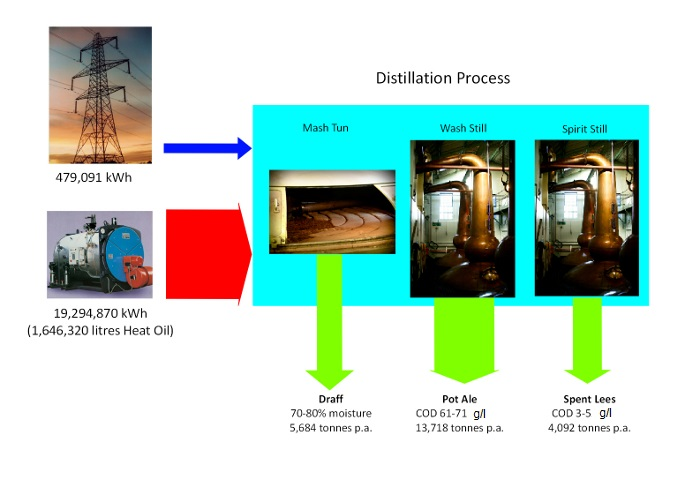 Distillation Process
Mash Tun
Wash Still
Spirit Still
479,091 kWh
19,294,870 kWh
(1,646,320 litres Heat Oil)
Draff
70-80% moisture
5,684 tonnes p.a.
Pot Ale
COD 61-71 g/l
13,718 tonnes p.a.
Spent Lees
COD 3-5 g/l
4,092 tonnes p.a.